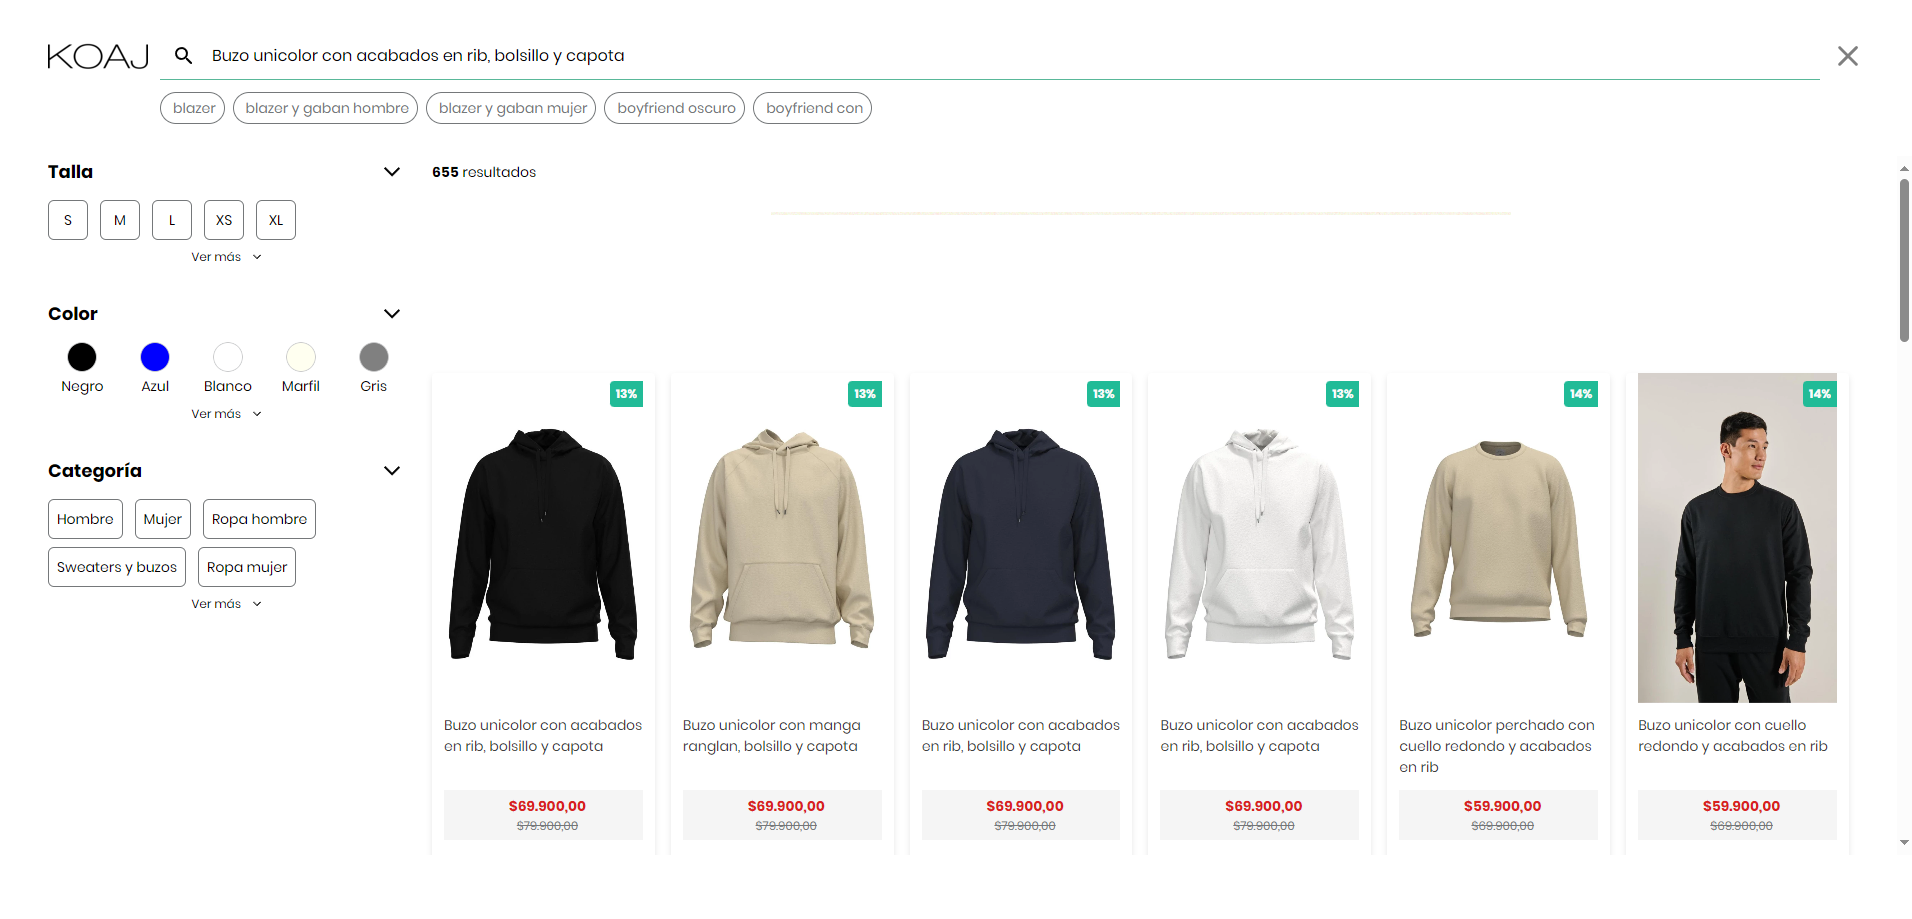 KOAJ
Buzo unicolor con acabados en rib, bolsillo y capota
blazer
blazer y gaban hombre
blazer y gaban mujer
boyfriend oscuro
boyfriend con
Talla
S
M
L
XS
XL
Ver más
Color
Negro
Azul
Blanco
Marfil
Gris
Ver más
Categoría
Hombre
Mujer
Ropa hombre
Sweaters y buzos
Ropa mujer
Ver más
655 resultados
13%
Buzo unicolor con acabados
en rib, bolsillo y capota
$69.900,00
$79.900,00
13%
Buzo unicolor con manga
ranglan, bolsillo y capota
$69.900,00
$79.900,00
13%
Buzo unicolor con acabados
en rib, bolsillo y capota
$69.900,00
$79.900,00
13%
Buzo unicolor con acabados
en rib, bolsillo y capota
$69.900,00
$79.900,00
14%
Buzo unicolor perchado con
cuello redondo y acabados
en rib
$59.900,00
$69.900,00
14%
Buzo unicolor con cuello
redondo y acabados en rib
$59.900,00
$69.900,00